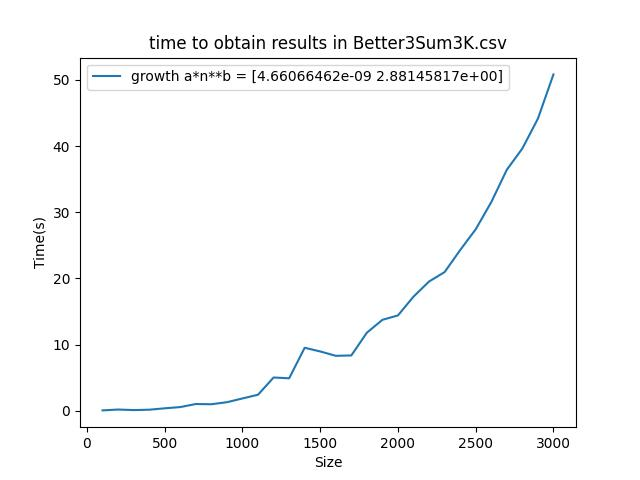 time to obtain results in Better3Sum3K.csv
growth a*n**b = [4.66066462e-09 2.88145817e+00]
50
40
30
20
10
0
Time(s)
0 500 1000 1500 2000 2500 3000
Size